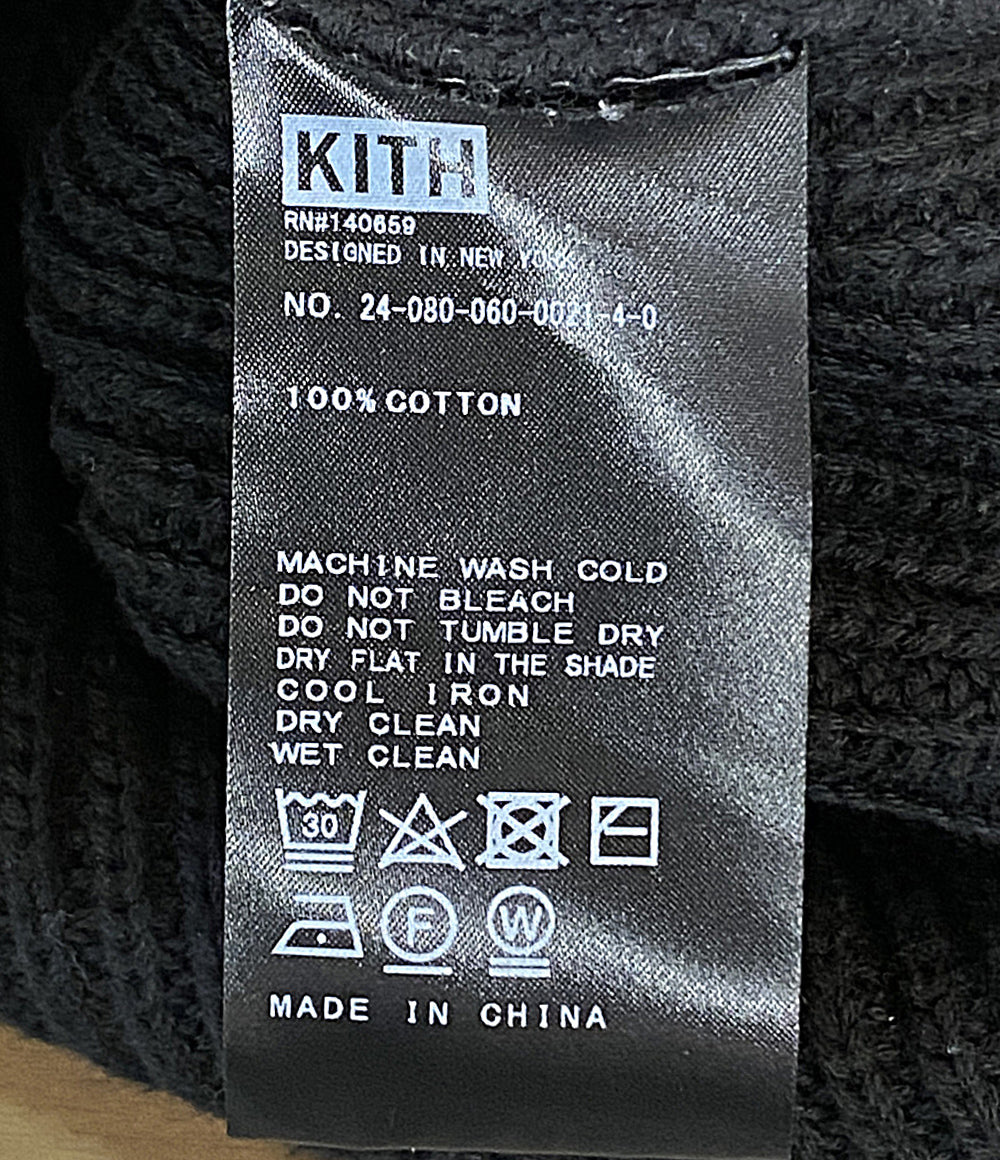 KITH
RN#140659
DESIGNED IN NEW YORK
NO. 24-080-060-0021-4-0
100% COTTON
MACHINE WASH COLD
DO NOT BLEACH
DO NOT TUMBLE DRY
DRY FLAT IN THE SHADE
COOL IRON
DRY CLEAN
WET CLEAN
30
F W
MADE IN CHINA